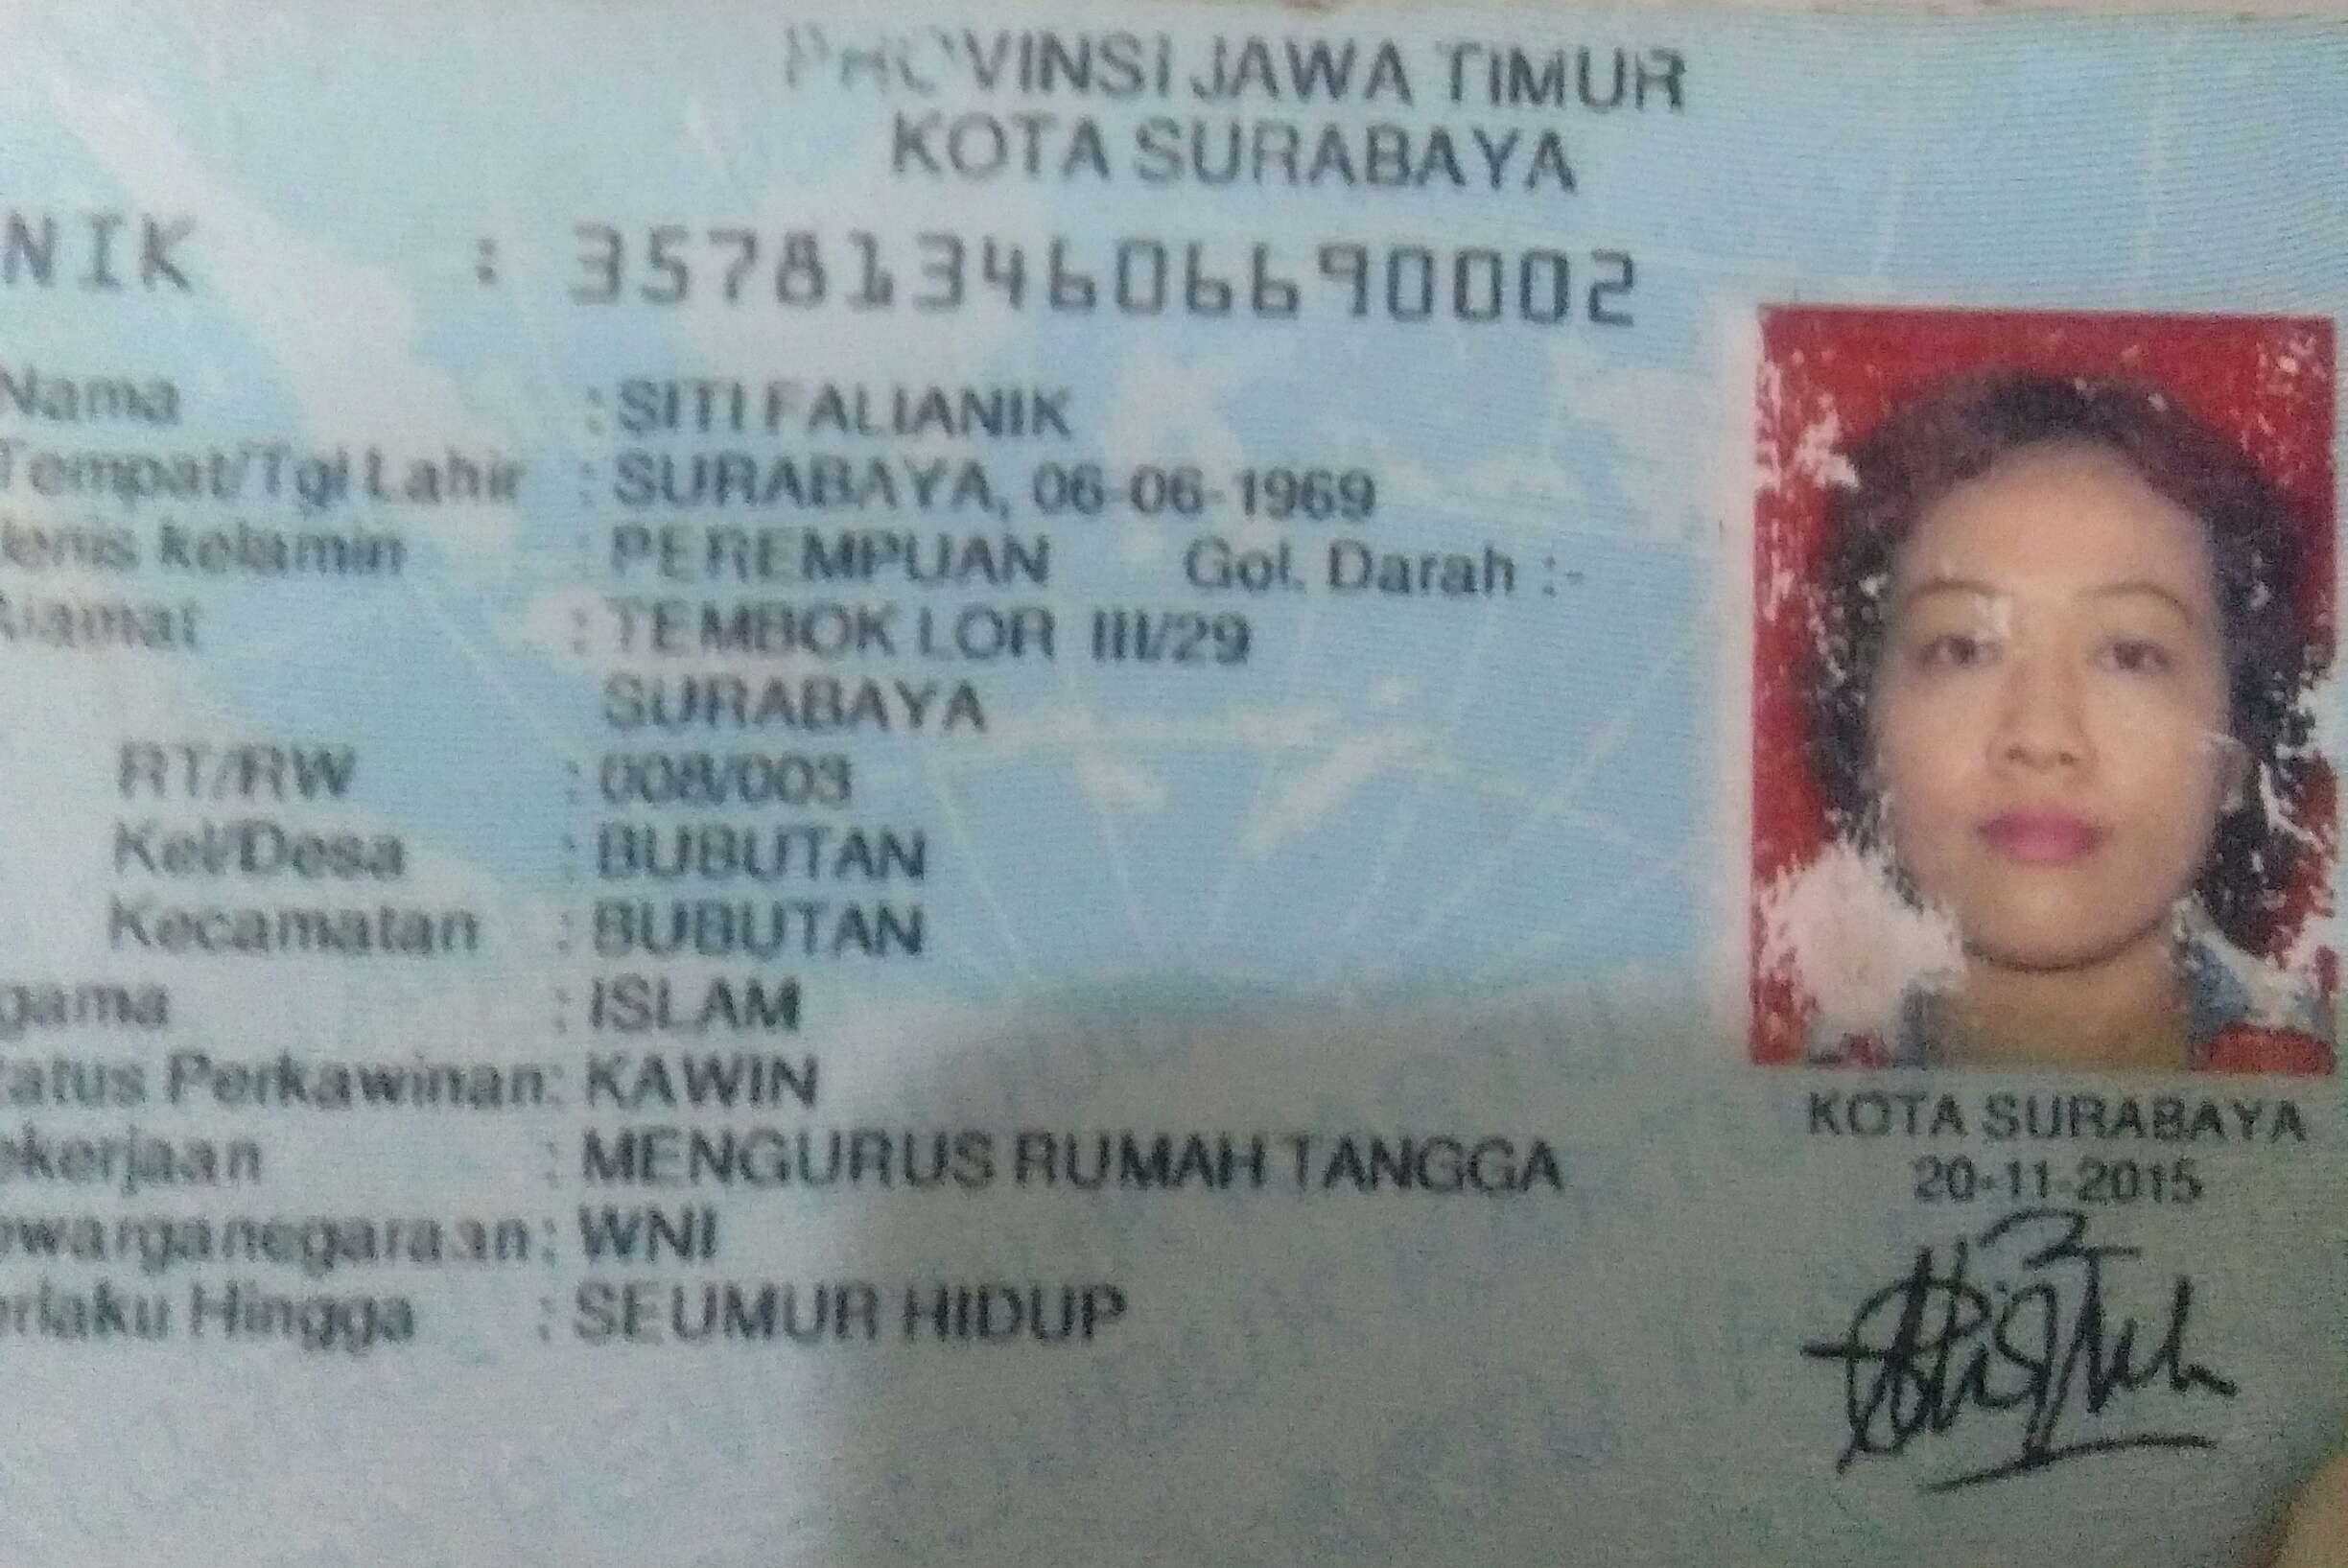 PROVINSI JAWA TIMUR
KOTA SURABAYA
NIK : 3578134606690002
Nama : SITI FALIANIK
Tempat/Tgl Lahir : SURABAYA, 06-06-1969
Jenis kelamin : PEREMPUAN Gol. Darah :-
Alamat : TEMBOK LOR III/29
SURABAYA
RT/RW : 008/003
Kel/Desa : BUBUTAN
Kecamatan : BUBUTAN
gama : ISLAM
tatus Perkawinan: KAWIN
ekerjaan : MENGURUS RUMAH TANGGA
ewarganegaraan: WNI
erlaku Hingga : SEUMUR HIDUP
KOTA SURABAYA
20-11-2015